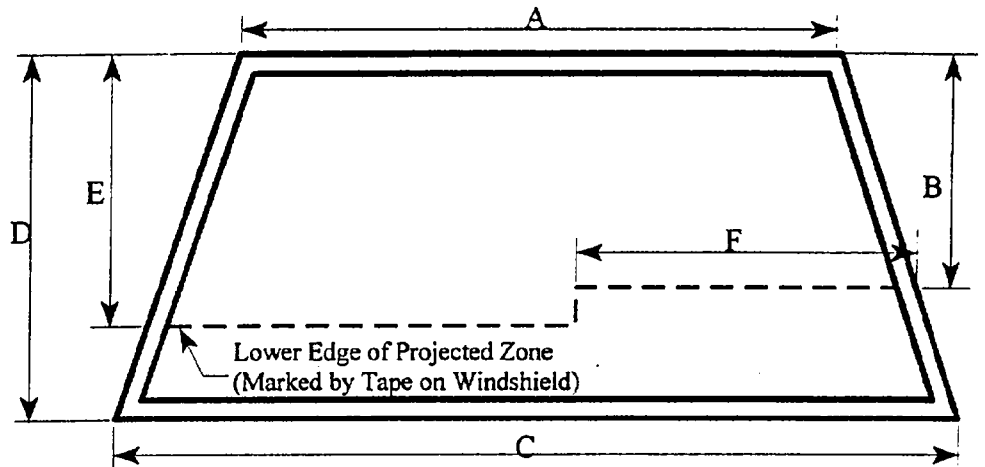 A
E
B
D
F
Lower Edge of Projected Zone
(Marked by Tape on Windshield)
C